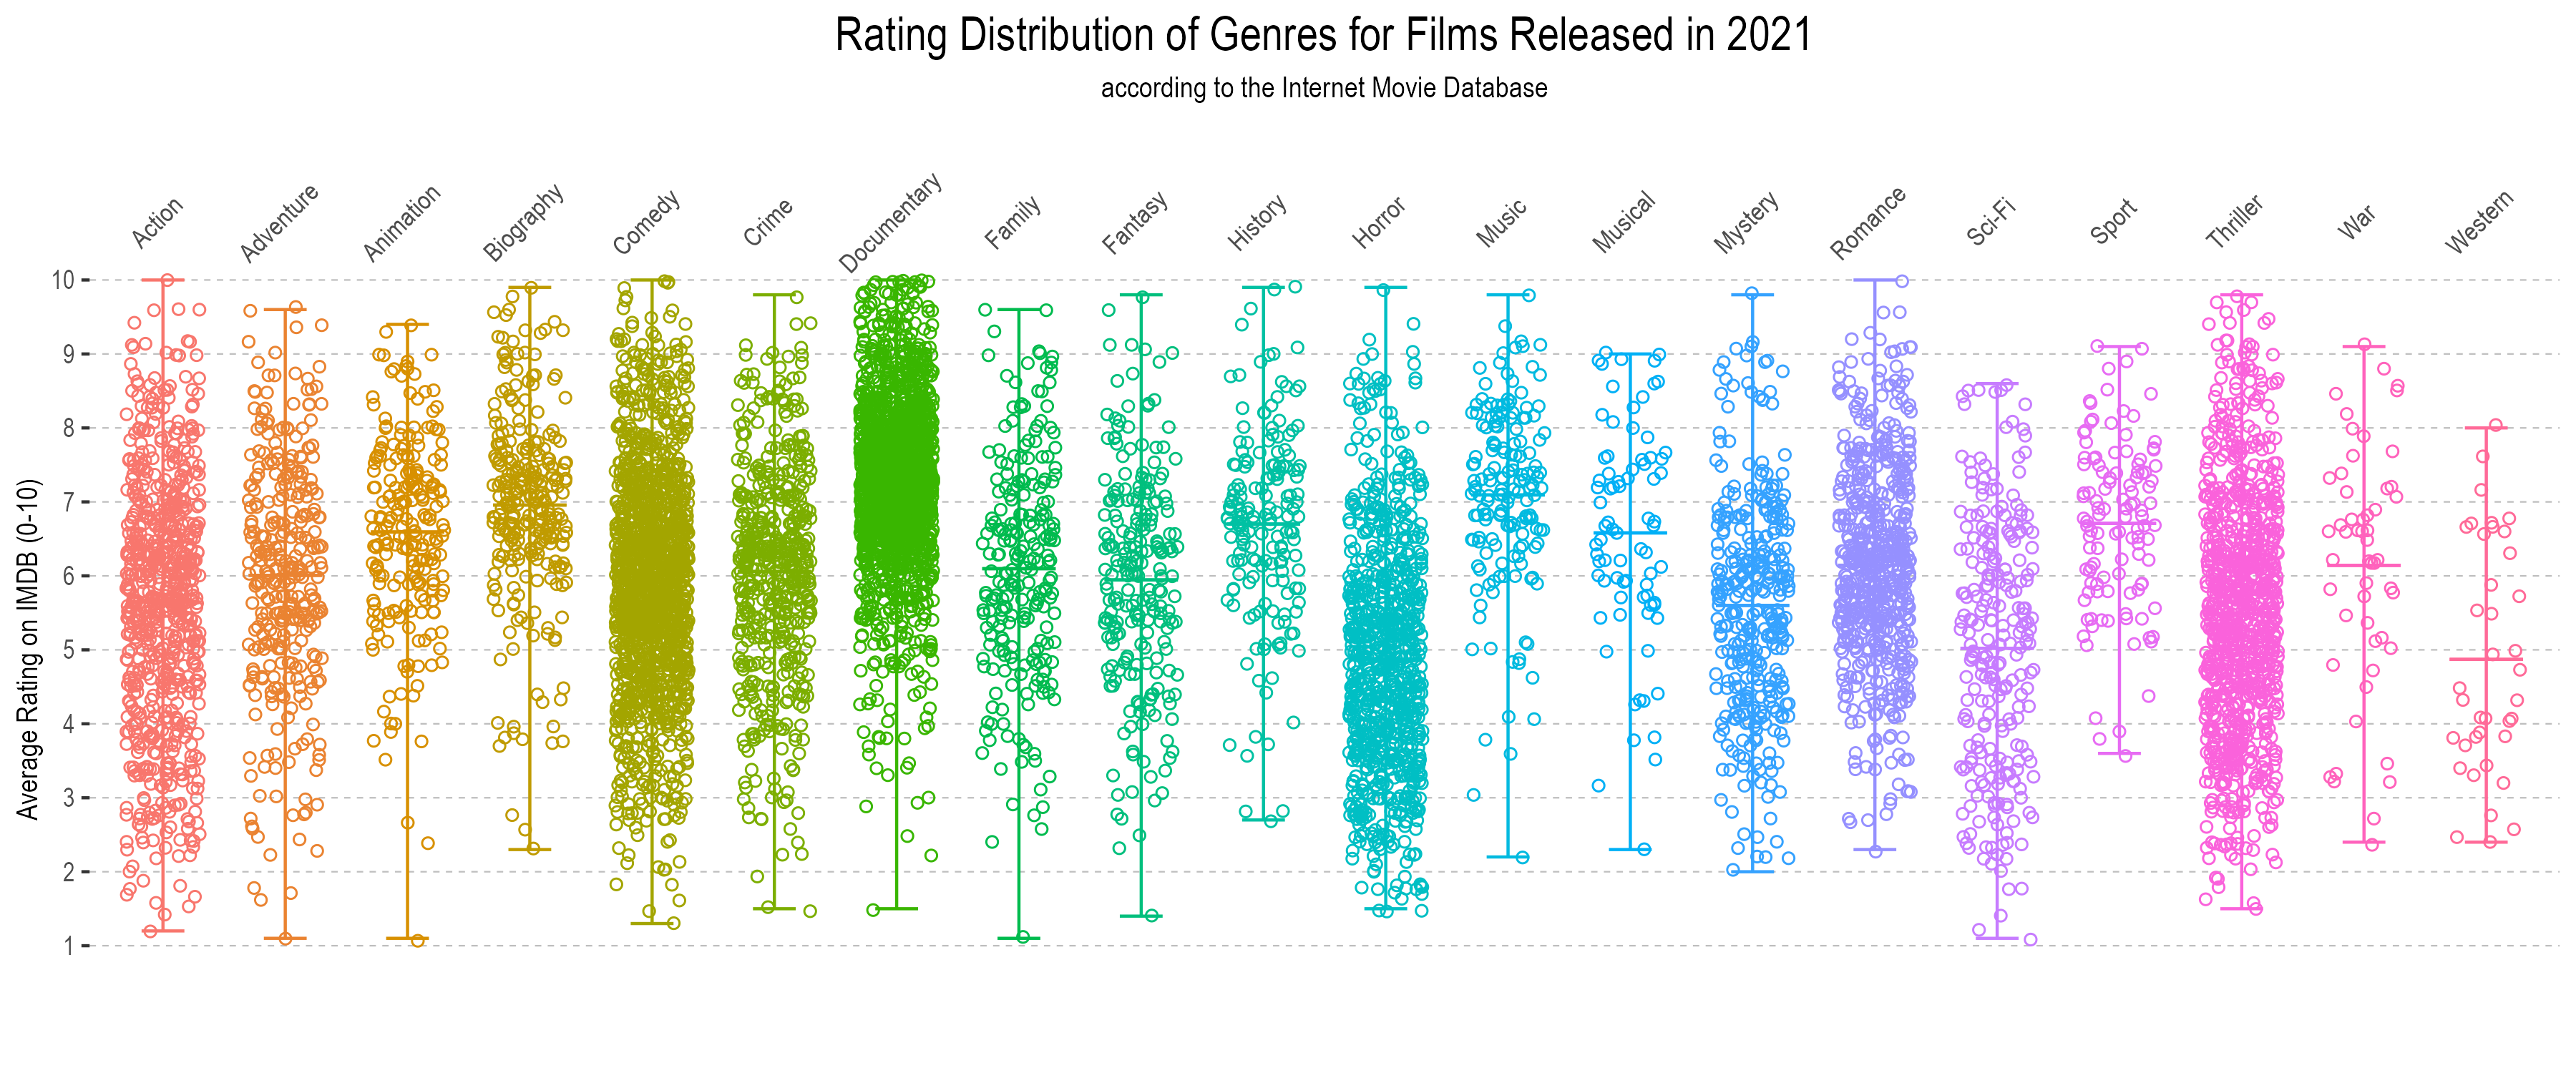 Rating Distribution of Genres for Films Released in 2021
according to the Internet Movie Database
Action
Adventure
Animation
Biography
Comedy
Crime
Documentary
Family
Fantasy
History
Horror
Music
Musical
Mystery
Romance
Sci-Fi
Sport
Thriller
War
Western
Average Rating on IMDB (0-10)
10
9
8
7
6
5
4
3
2
1